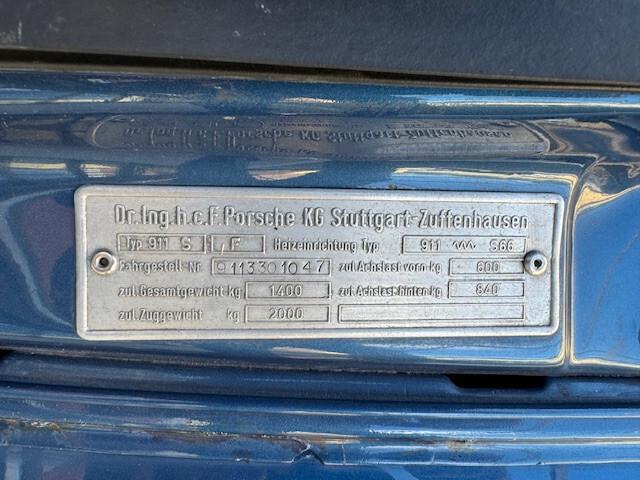 Dr.Ing.h.c.F.Porsche KG Stuttgart-Zuffenhausen
Typ 911 S F Heizeinrichtung Typ 911 S66
Fahrgestell-Nr. 9113301047 zul.Achslast vorn kg 600
zul.Gesamtgewicht kg 1400 zul.Achslast hinten kg 840
zul.Zuggewicht kg 2000